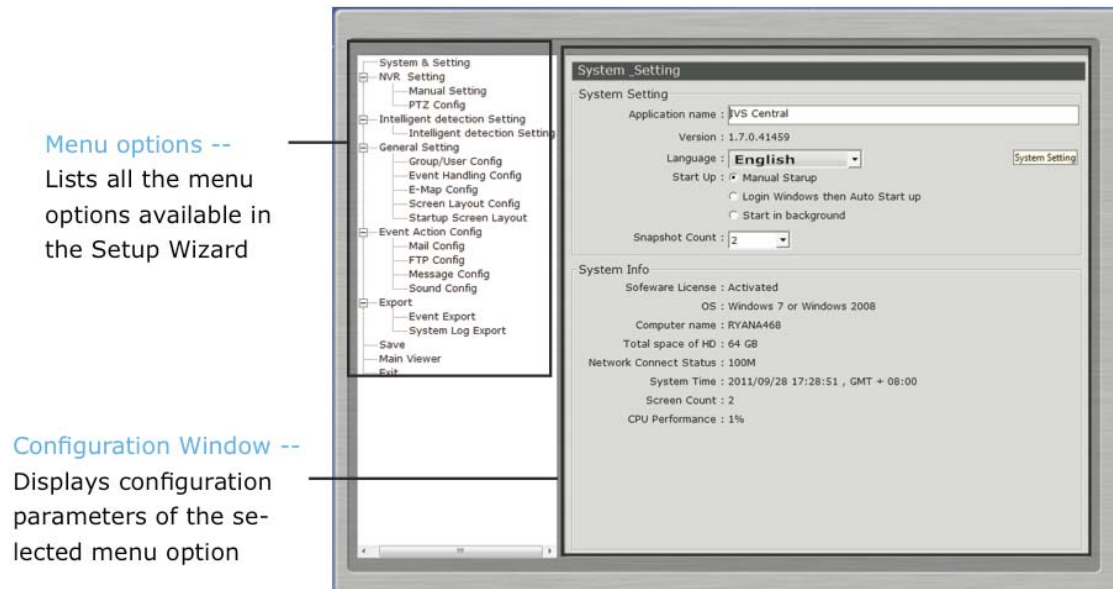 Menu options --
Lists all the menu
options available in
the Setup Wizard
Configuration Window --
Displays configuration
parameters of the se-
lected menu option
System & Setting
NVR Setting
Manual Setting
PTZ Config
Intelligent detection Setting
Intelligent detection Setting
General Setting
Group/User Config
Event Handling Config
E-Map Config
Screen Layout Config
Startup Screen Layout
Event Action Config
Mail Config
FTP Config
Message Config
Sound Config
Export
Event Export
System Log Export
Save
Main Viewer
Exit
System _Setting
System Setting
Application name : IVS Central
Version : 1.7.0.41459
Language : English
System Setting
Start Up : Manual Starup
Login Windows then Auto Start up
Start in background
Snapshot Count : 2
System Info
Sofeware License : Activated
OS : Windows 7 or Windows 2008
Computer name : RYANA468
Total space of HD : 64 GB
Network Connect Status : 100M
System Time : 2011/09/28 17:28:51 , GMT + 08:00
Screen Count : 2
CPU Performance : 1%